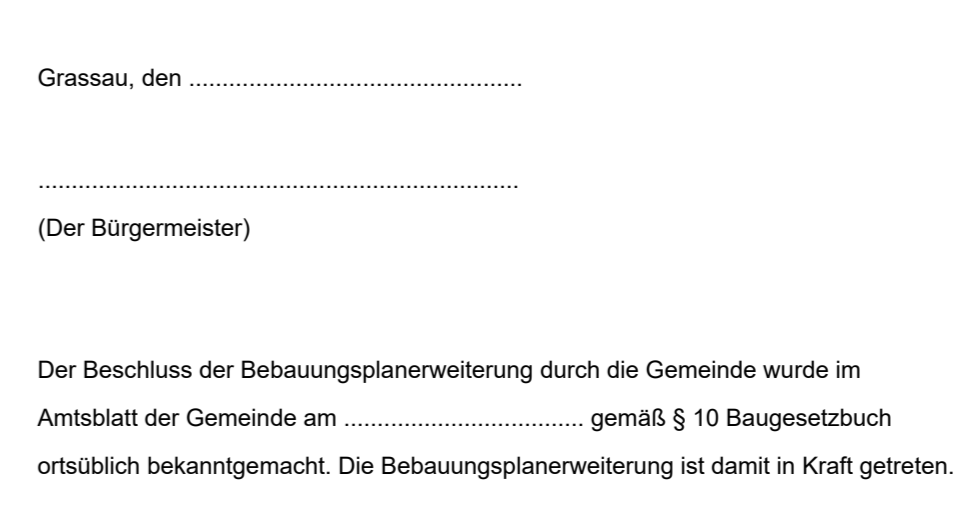 Grassau, den ..................................................
........................................................................
(Der Bürgermeister)
Der Beschluss der Bebauungsplanerweiterung durch die Gemeinde wurde im
Amtsblatt der Gemeinde am .................................... gemäß § 10 Baugesetzbuch
ortsüblich bekanntgemacht. Die Bebauungsplanerweiterung ist damit in Kraft getreten.